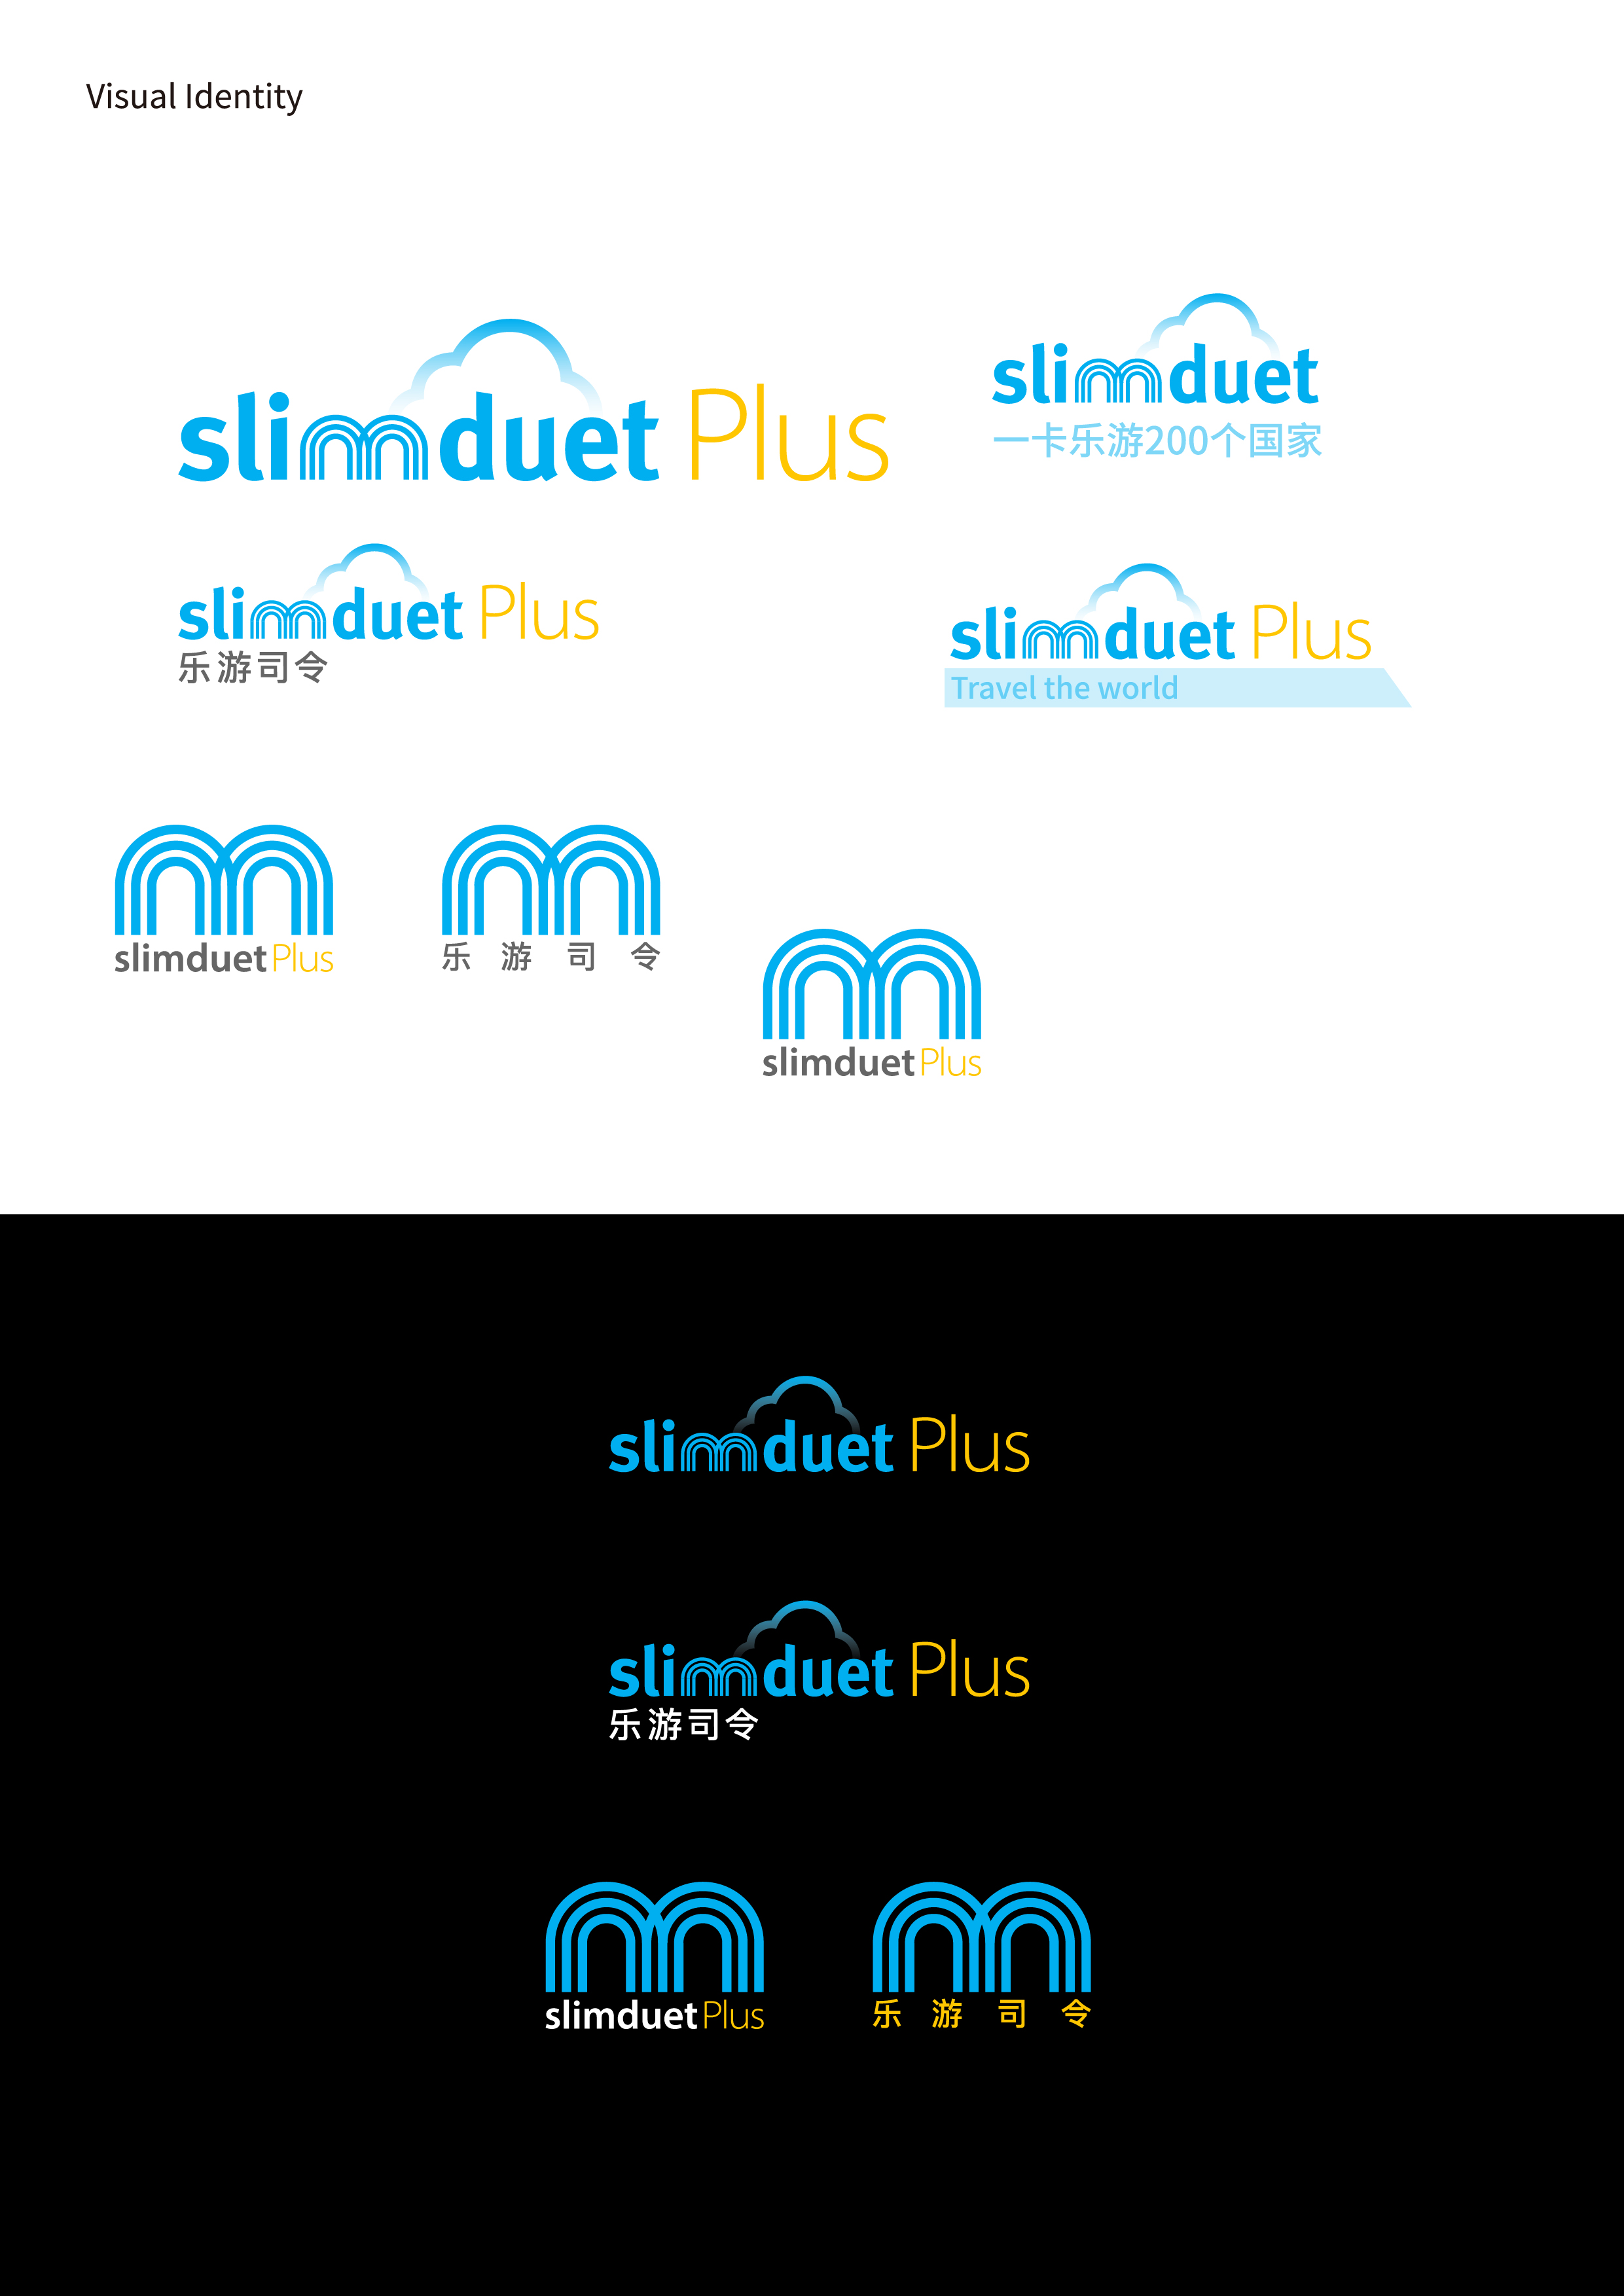 Visual Identity
slimduet Plus
slimduet
一卡乐游200个国家
slimduet Plus
乐游司令
slimduet Plus
Travel the world
slimduet Plus
乐游司令
slimduet Plus
slimduet Plus
slimduet Plus
乐游司令
slimduet Plus
乐游司令